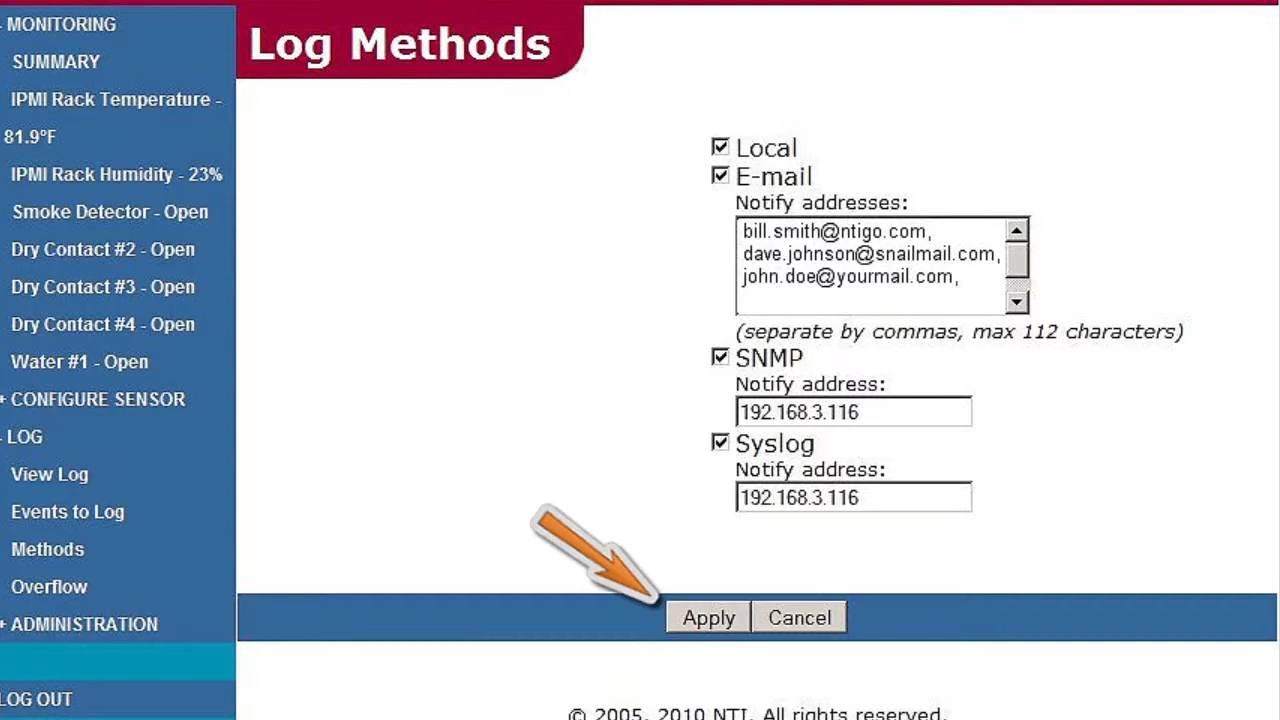 - MONITORING
SUMMARY
IPMI Rack Temperature -
81.9°F
IPMI Rack Humidity - 23%
Smoke Detector - Open
Dry Contact #2 - Open
Dry Contact #3 - Open
Dry Contact #4 - Open
Water #1 - Open
+ CONFIGURE SENSOR
- LOG
View Log
Events to Log
Methods
Overflow
+ ADMINISTRATION
LOG OUT
Log Methods
Local
E-mail
Notify addresses:
bill.smith@ntigo.com,
dave.johnson@snailmail.com,
john.doe@yourmail.com,
(separate by commas, max 112 characters)
SNMP
Notify address:
192.168.3.116
Syslog
Notify address:
192.168.3.116
Apply Cancel
© 2005, 2010 NTI. All rights reserved.